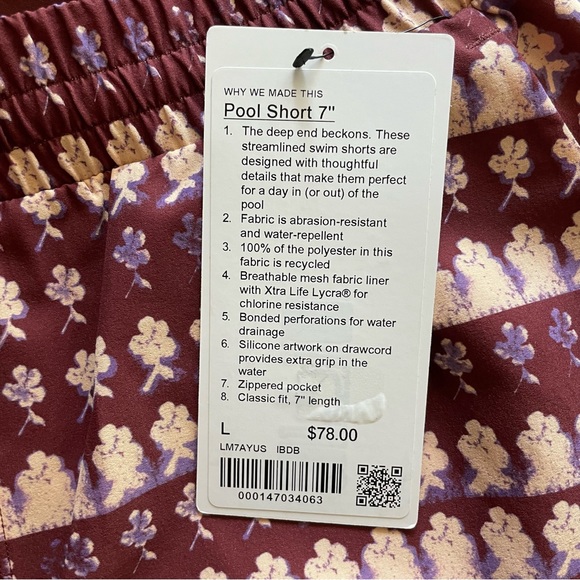 WHY WE MADE THIS
Pool Short 7"
1. The deep end beckons. These
streamlined swim shorts are
designed with thoughtful
details that make them perfect
for a day in (or out) of the
pool
2. Fabric is abrasion-resistant
and water-repellent
3. 100% of the polyester in this
fabric is recycled
4. Breathable mesh fabric liner
with Xtra Life Lycra® for
chlorine resistance
5. Bonded perforations for water
drainage
6. Silicone artwork on drawcord
provides extra grip in the
water
7. Zippered pocket
8. Classic fit, 7" length
L $78.00
LM7AYUS IBDB
000147034063